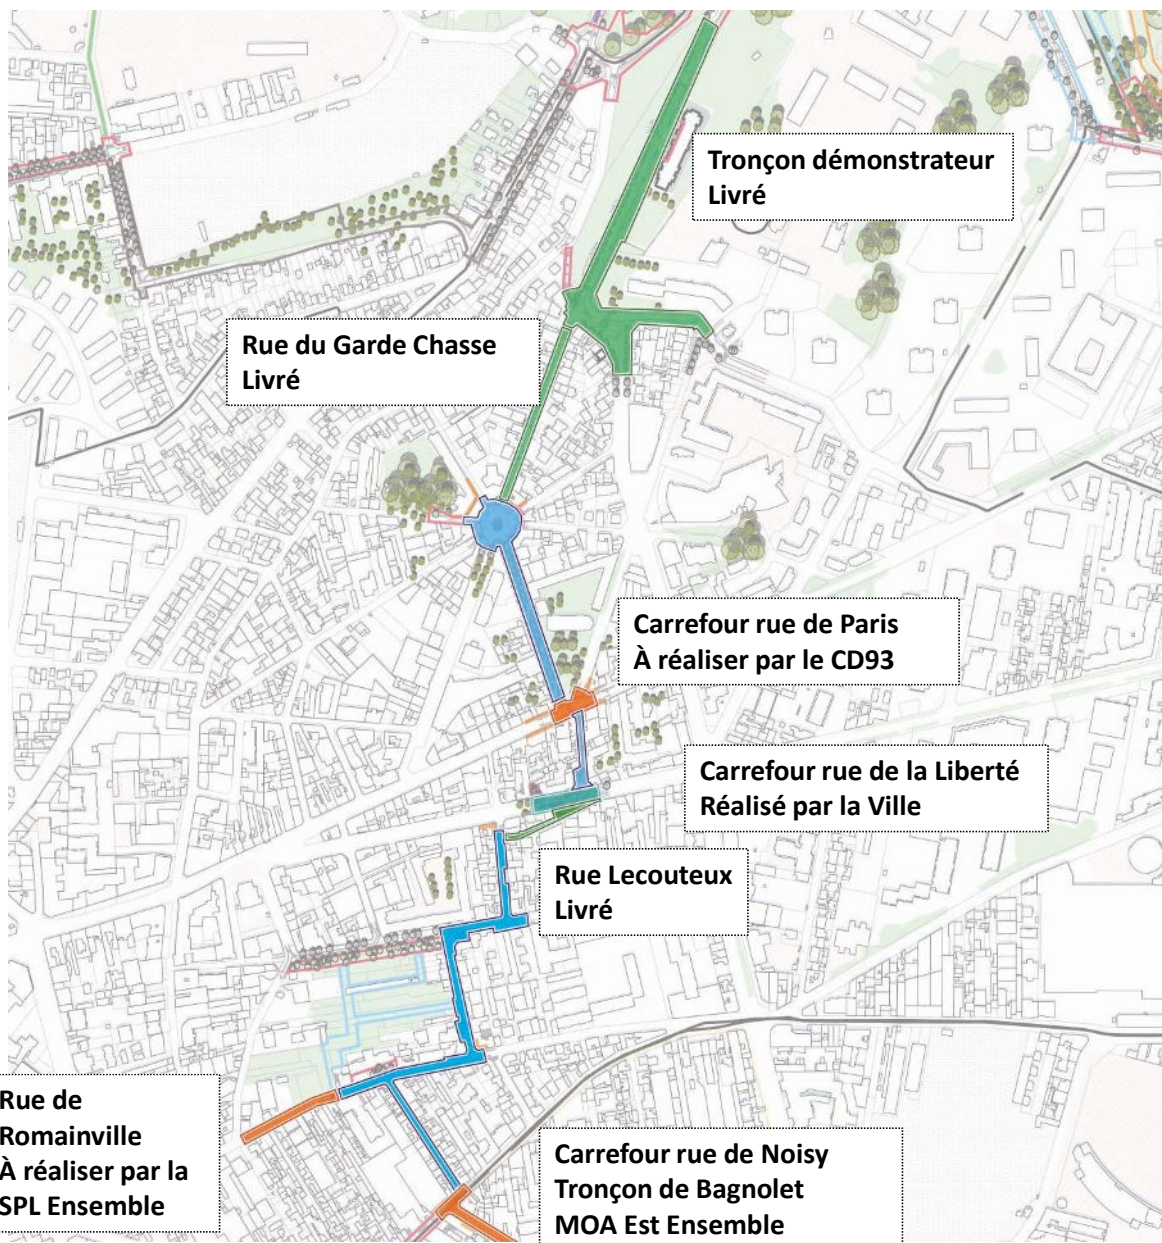 Tronçon démonstrateur
Livré
Rue du Garde Chasse
Livré
Carrefour rue de Paris
À réaliser par le CD93
Carrefour rue de la Liberté
Réalisé par la Ville
Rue Lecouteux
Livré
Rue de
Romainville
À réaliser par la
SPL Ensemble
Carrefour rue de Noisy
Tronçon de Bagnolet
MOA Est Ensemble